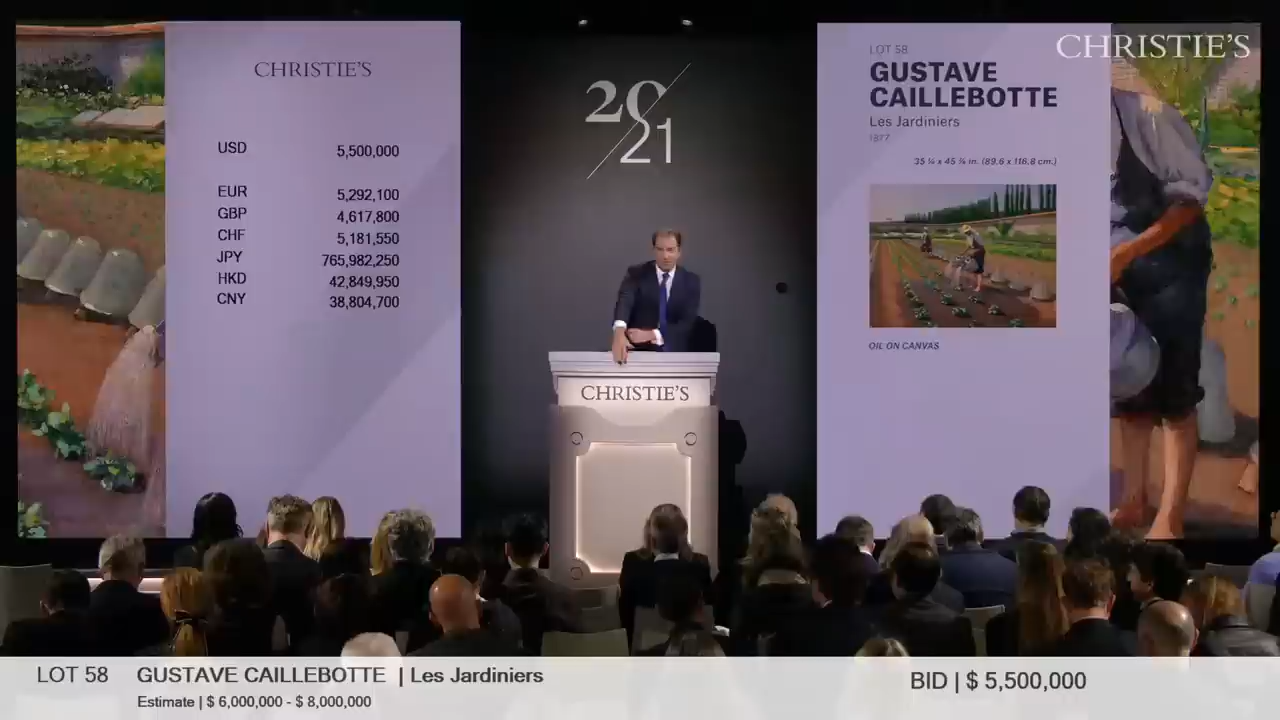 CHRISTIE'S
USD 5,500,000
EUR 5,292,100
GBP 4,617,800
CHF 5,181,550
JPY 765,982,250
HKD 42,849,950
CNY 38,804,700
20
21
CHRISTIE'S
CHRISTIE'S
LOT 58
GUSTAVE
CAILLEBOTTE
Les Jardiniers
1877
35 ¼ x 45 ⅞ in. (89.6 x 116.8 cm.)
OIL ON CANVAS
LOT 58 GUSTAVE CAILLEBOTTE | Les Jardiniers
Estimate | $ 6,000,000 - $ 8,000,000
BID | $ 5,500,000